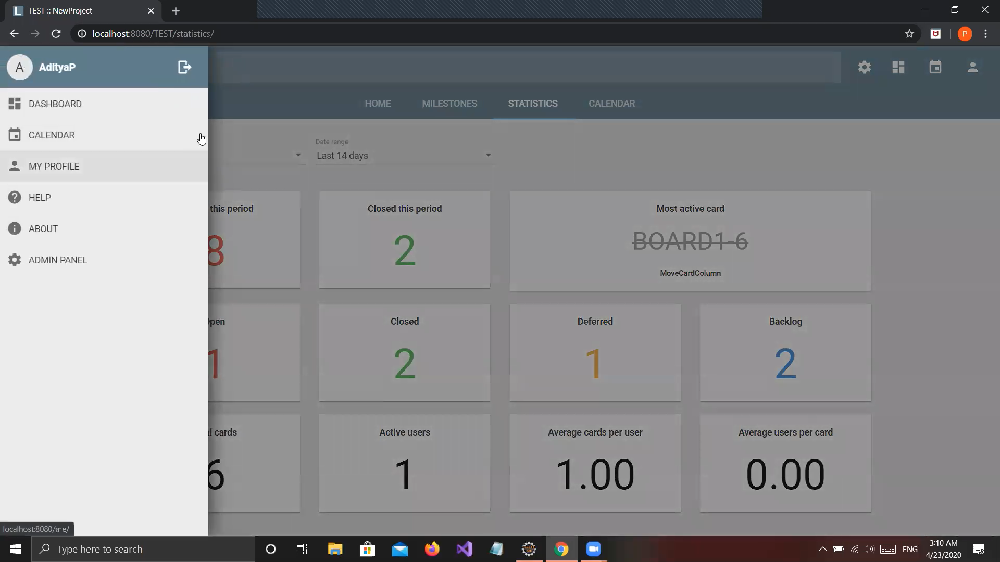 TEST :: NewProject
localhost:8080/TEST/statistics/
P
A
AdityaP
DASHBOARD
CALENDAR
MY PROFILE
HELP
ABOUT
ADMIN PANEL
HOME
MILESTONES
STATISTICS
CALENDAR
Date range
Last 14 days
this period
8
Closed this period
2
Most active card
BOARD1-6
MoveCardColumn
Open
1
Closed
2
Deferred
1
Backlog
2
l cards
6
Active users
1
Average cards per user
1.00
Average users per card
0.00
localhost:8080/me/
Type here to search
ENG
3:10 AM
4/23/2020